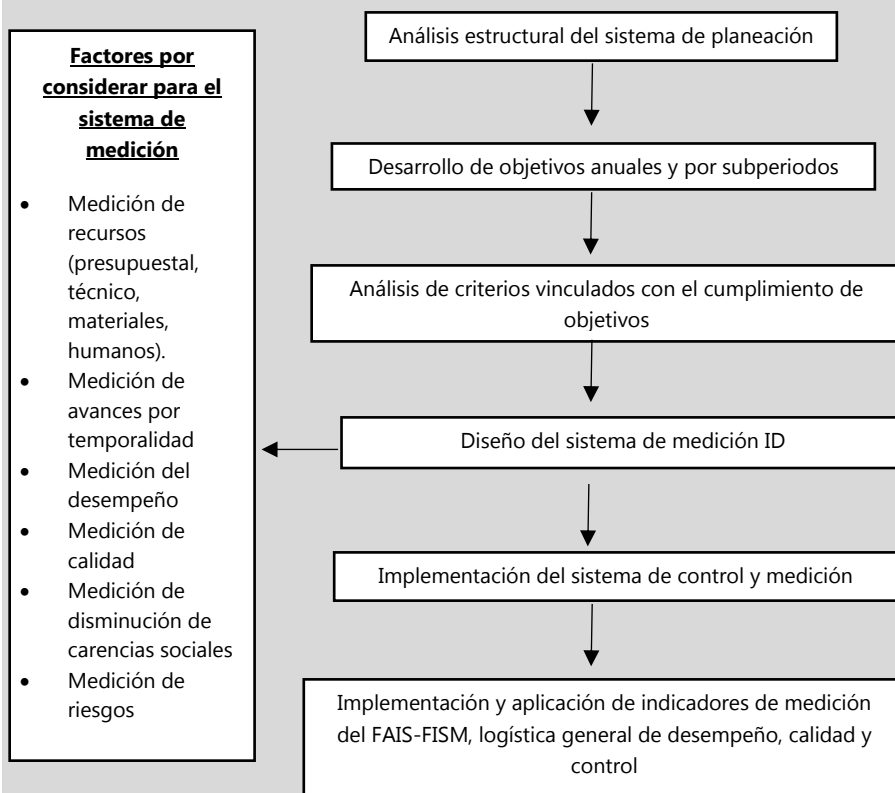 Factores por
considerar para el
sistema de
medición
• Medición de
recursos
(presupuestal,
técnico,
materiales,
humanos).
• Medición de
avances por
temporalidad
• Medición del
desempeño
• Medición de
calidad
• Medición de
disminución de
carencias sociales
• Medición de
riesgos
Análisis estructural del sistema de planeación
Desarrollo de objetivos anuales y por subperiodos
Análisis de criterios vinculados con el cumplimiento de
objetivos
Diseño del sistema de medición ID
Implementación del sistema de control y medición
Implementación y aplicación de indicadores de medición
del FAIS-FISM, logística general de desempeño, calidad y
control